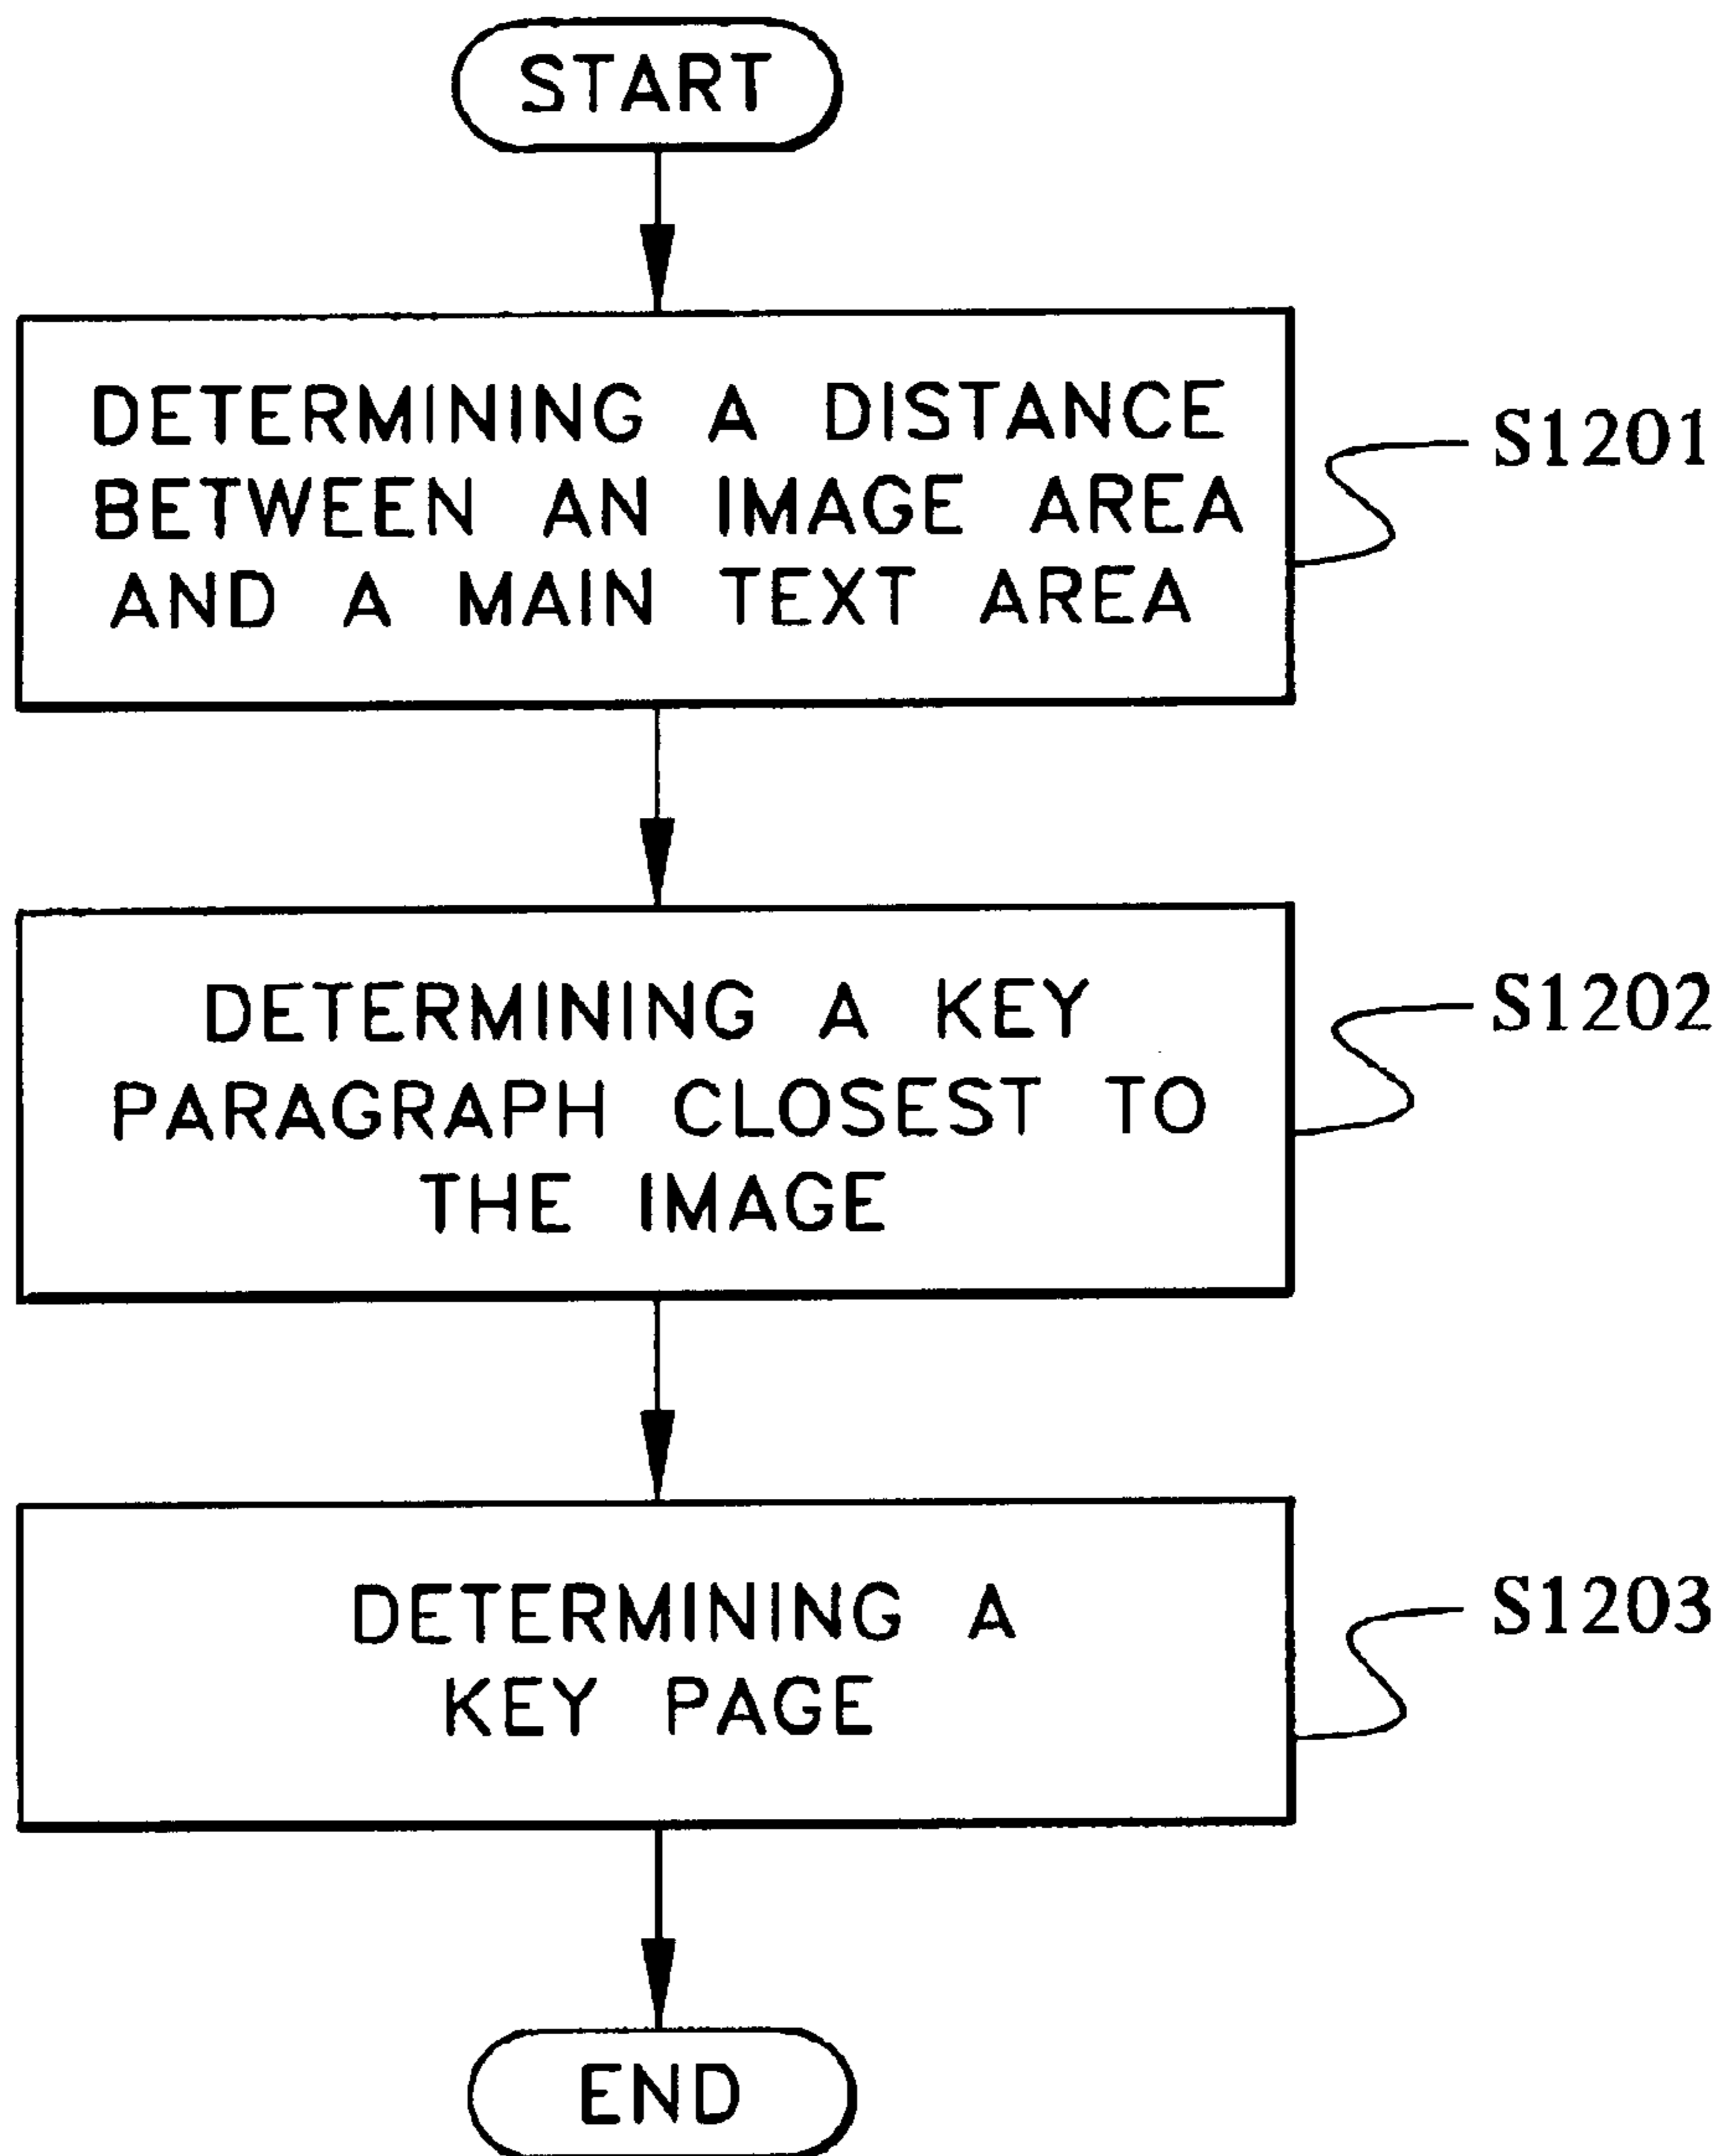 START
DETERMINING A DISTANCE
BETWEEN AN IMAGE AREA
AND A MAIN TEXT AREA
S1201
DETERMINING A KEY
PARAGRAPH CLOSEST TO
THE IMAGE
S1202
DETERMINING A
KEY PAGE
S1203
END